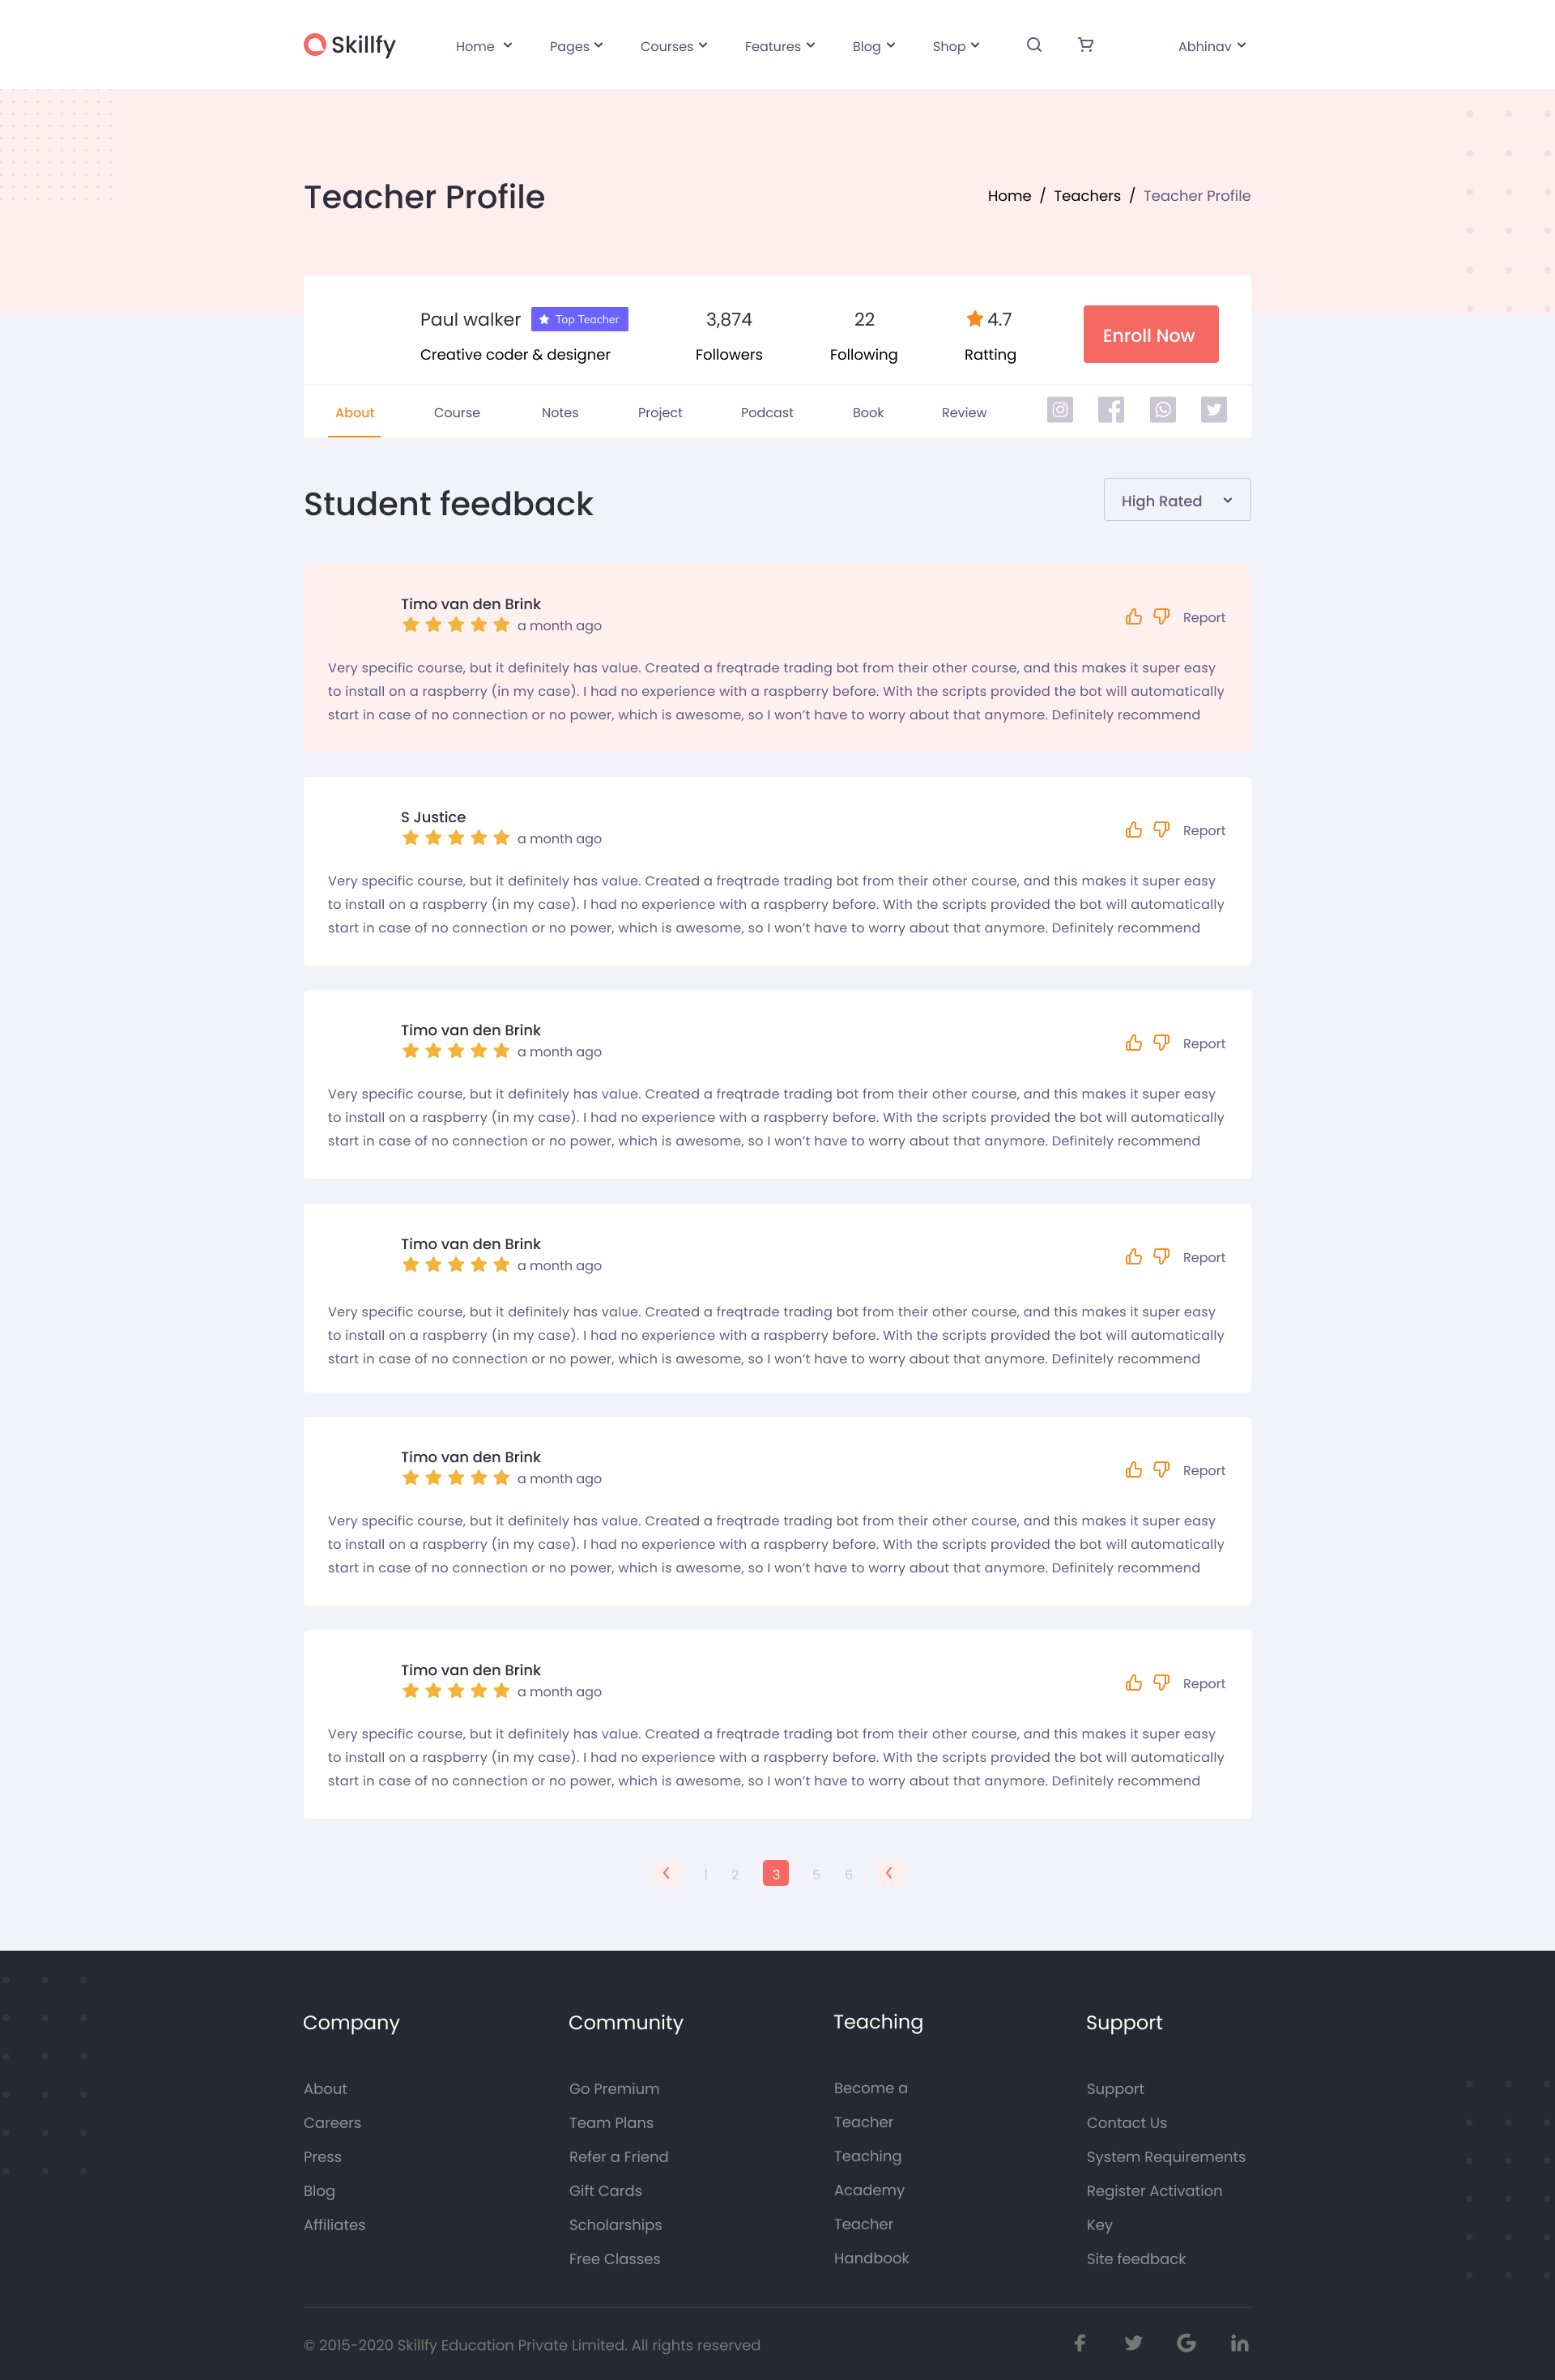 Skillfy
Home
Pages
Courses
Features
Blog
Shop
Abhinav
Teacher Profile
Home / Teachers / Teacher Profile
Paul walker
Top Teacher
Creative coder & designer
3,874
Followers
22
Following
4.7
Ratting
Enroll Now
About
Course
Notes
Project
Podcast
Book
Review
Student feedback
High Rated
Timo van den Brink
a month ago
Report
Very specific course, but it definitely has value. Created a freqtrade trading bot from their other course, and this makes it super easy
to install on a raspberry (in my case). I had no experience with a raspberry before. With the scripts provided the bot will automatically
start in case of no connection or no power, which is awesome, so I won’t have to worry about that anymore. Definitely recommend
S Justice
a month ago
Report
Very specific course, but it definitely has value. Created a freqtrade trading bot from their other course, and this makes it super easy
to install on a raspberry (in my case). I had no experience with a raspberry before. With the scripts provided the bot will automatically
start in case of no connection or no power, which is awesome, so I won’t have to worry about that anymore. Definitely recommend
Timo van den Brink
a month ago
Report
Very specific course, but it definitely has value. Created a freqtrade trading bot from their other course, and this makes it super easy
to install on a raspberry (in my case). I had no experience with a raspberry before. With the scripts provided the bot will automatically
start in case of no connection or no power, which is awesome, so I won’t have to worry about that anymore. Definitely recommend
Timo van den Brink
a month ago
Report
Very specific course, but it definitely has value. Created a freqtrade trading bot from their other course, and this makes it super easy
to install on a raspberry (in my case). I had no experience with a raspberry before. With the scripts provided the bot will automatically
start in case of no connection or no power, which is awesome, so I won’t have to worry about that anymore. Definitely recommend
Timo van den Brink
a month ago
Report
Very specific course, but it definitely has value. Created a freqtrade trading bot from their other course, and this makes it super easy
to install on a raspberry (in my case). I had no experience with a raspberry before. With the scripts provided the bot will automatically
start in case of no connection or no power, which is awesome, so I won’t have to worry about that anymore. Definitely recommend
Timo van den Brink
a month ago
Report
Very specific course, but it definitely has value. Created a freqtrade trading bot from their other course, and this makes it super easy
to install on a raspberry (in my case). I had no experience with a raspberry before. With the scripts provided the bot will automatically
start in case of no connection or no power, which is awesome, so I won’t have to worry about that anymore. Definitely recommend
1 2 3 5 6
Company
About
Careers
Press
Blog
Affiliates
Community
Go Premium
Team Plans
Refer a Friend
Gift Cards
Scholarships
Free Classes
Teaching
Become a
Teacher
Teaching
Academy
Teacher
Handbook
Support
Support
Contact Us
System Requirements
Register Activation
Key
Site feedback
© 2015-2020 Skillfy Education Private Limited. All rights reserved